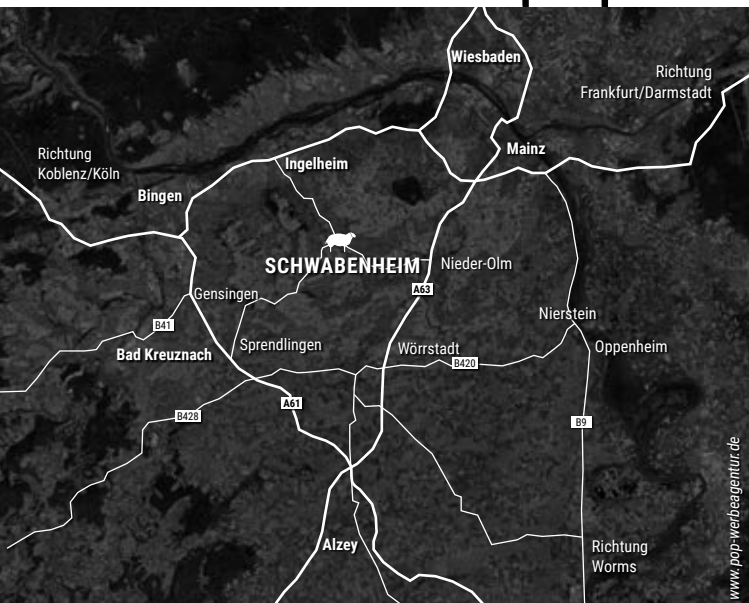 Wiesbaden
Richtung
Frankfurt/Darmstadt
Mainz
Richtung
Koblenz/Köln
Ingelheim
Bingen
SCHWABENHEIM
Nieder-Olm
A63
Gensingen
Nierstein
B41
Bad Kreuznach
Sprendlingen
Wörrstadt
Oppenheim
B420
A61
B428
B9
Alzey
Richtung
Worms
www.pop-werbeagentur.de